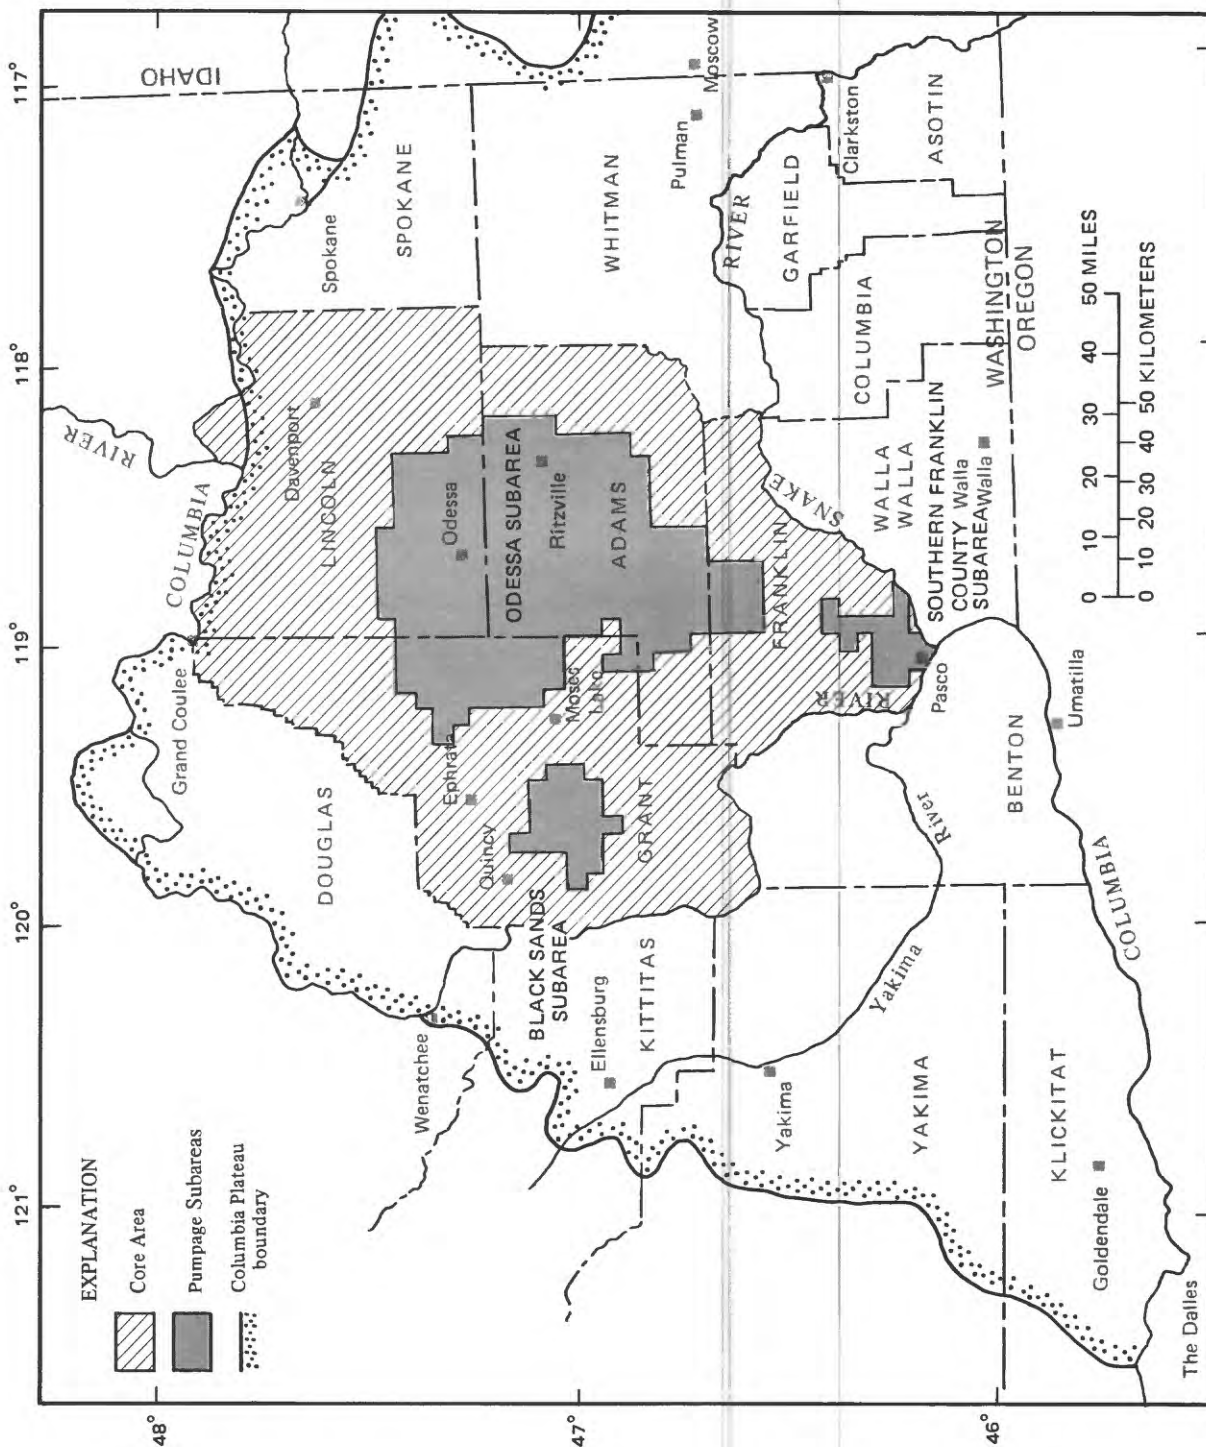 EXPLANATION
Core Area
Pumpage Subareas
Columbia Plateau
boundary
121°
120°
119°
118°
117°
48°
47°
46°
COLUMBIA
RIVER
IDAHO
Grand Coulee
Davenport
LINCOLN
Spokane
SPOKANE
DOUGLAS
Wenatchee
Ephrata
Quincy
Odessa
ODESSA SUBAREA
Ritzville
ADAMS
Moses
Lake
GRANT
WHITMAN
Pulman
Moscow
BLACK SANDS
SUBAREA
Ellensburg
KITTITAS
FRANKLIN
SNAKE
RIVER
GARFIELD
Clarkston
ASOTIN
COLUMBIA
WALLA
WALLA
SOUTHERN FRANKLIN
COUNTY
SUBAREA
Walla
Walla
RIVER
Pasco
Yakima
River
Yakima
YAKIMA
BENTON
Umatilla
KLICKITAT
COLUMBIA
Goldendale
The Dalles
WASHINGTON
OREGON
0 10 20 30 40 50 MILES
0 10 20 30 40 50 KILOMETERS